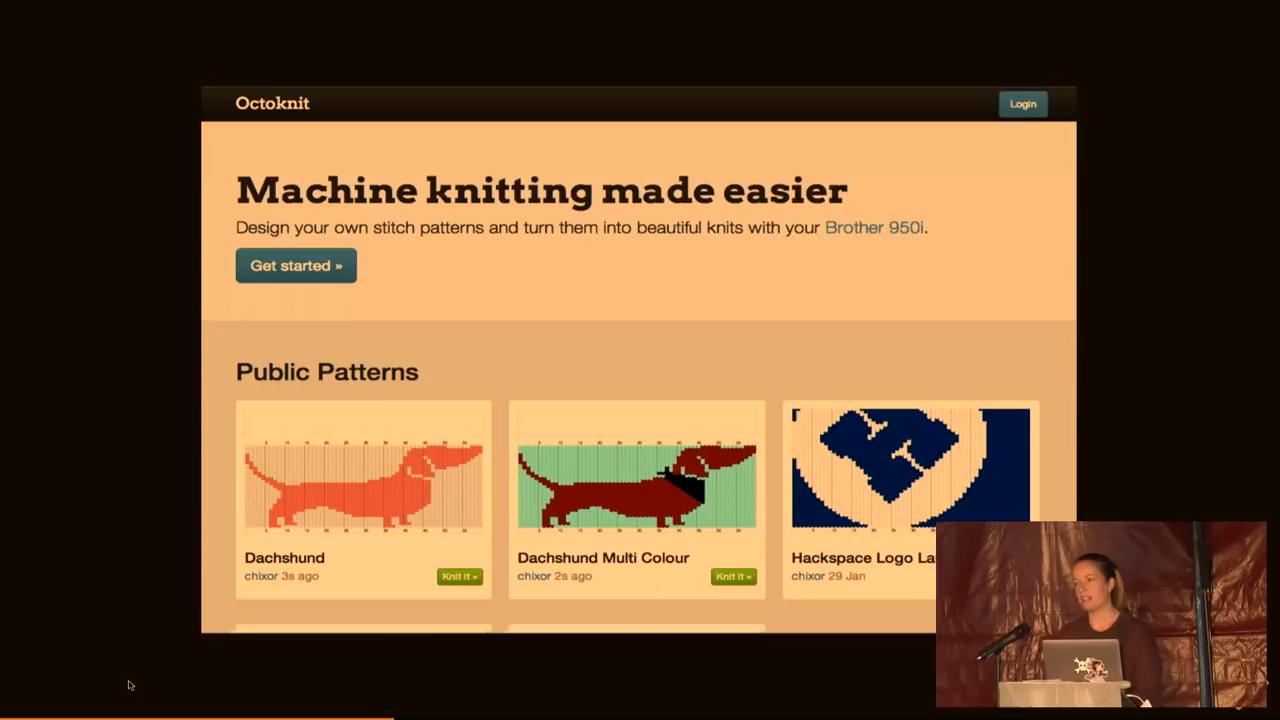 Octoknit
Login
Machine knitting made easier
Design your own stitch patterns and turn them into beautiful knits with your Brother 950i.
Get started »
Public Patterns
Dachshund
chixor 3s ago
Knit it »
Dachshund Multi Colour
chixor 2s ago
Knit it »
Hackspace Logo La
chixor 29 Jan